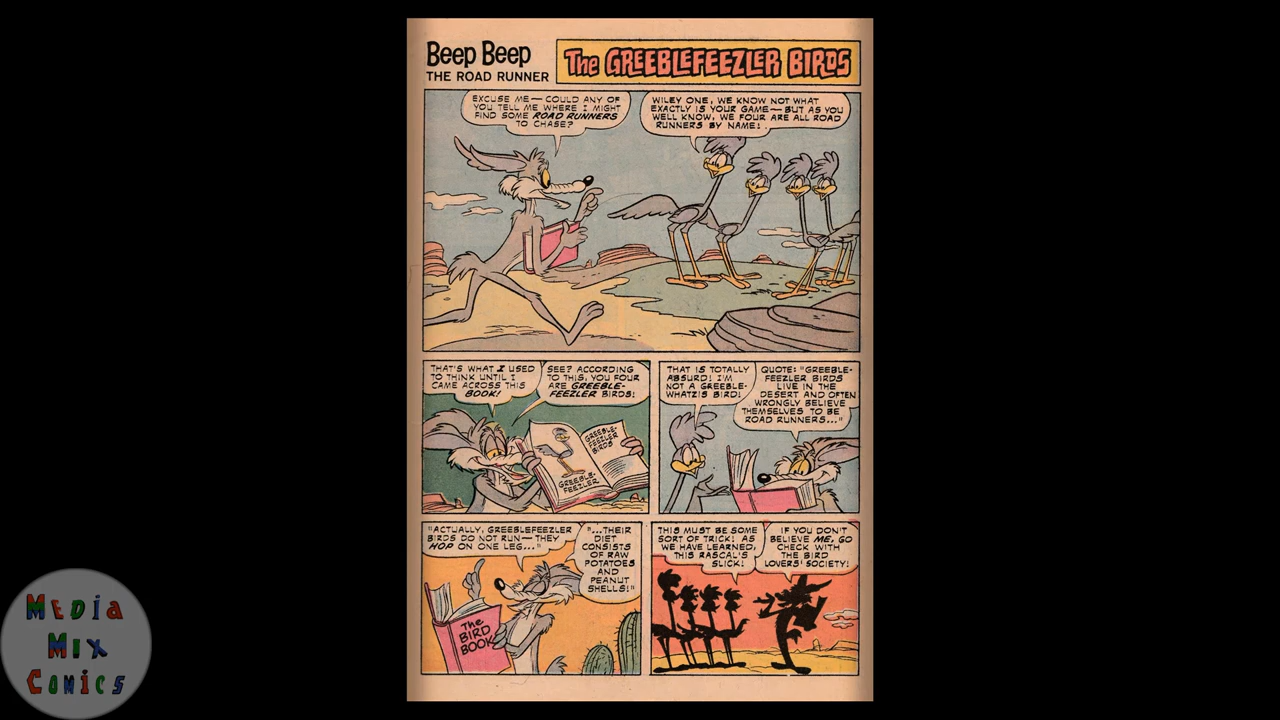 Beep Beep
THE ROAD RUNNER
The GREEBLEFEEZLER BIRDS
EXCUSE ME— COULD ANY OF
YOU TELL ME WHERE I MIGHT
FIND SOME ROAD RUNNERS
TO CHASE?
WILEY ONE, WE KNOW NOT WHAT
EXACTLY IS YOUR GAME— BUT AS YOU
WELL KNOW, WE FOUR ARE ALL ROAD
RUNNERS BY NAME!
THAT'S WHAT I USED
TO THINK UNTIL I
CAME ACROSS THIS
BOOK!
SEE? ACCORDING
TO THIS, YOU FOUR
ARE GREEBLE-
FEEZLER BIRDS!
GREEBLE-
FEEZLER
BIRDS
GREEBLE-
FEEZLER
THAT IS TOTALLY
ABSURD! I'M
NOT A GREEBLE-
WHATZIS BIRD!
QUOTE: "GREEBLE-
FEEZLER BIRDS
LIVE IN THE
DESERT AND OFTEN
WRONGLY BELIEVE
THEMSELVES TO BE
ROAD RUNNERS..."
"ACTUALLY, GREEBLEFEEZLER
BIRDS DO NOT RUN— THEY
HOP ON ONE LEG..."
"...THEIR
DIET
CONSISTS
OF RAW
POTATOES
AND
PEANUT
SHELLS!"
The
BIRD
BOOK
THIS MUST BE SOME
SORT OF TRICK! AS
WE HAVE LEARNED,
THIS RASCAL'S
SLICK!
IF YOU DON'T
BELIEVE ME, GO
CHECK WITH
THE BIRD
LOVERS' SOCIETY!
MEDIA
MIX
COMICS